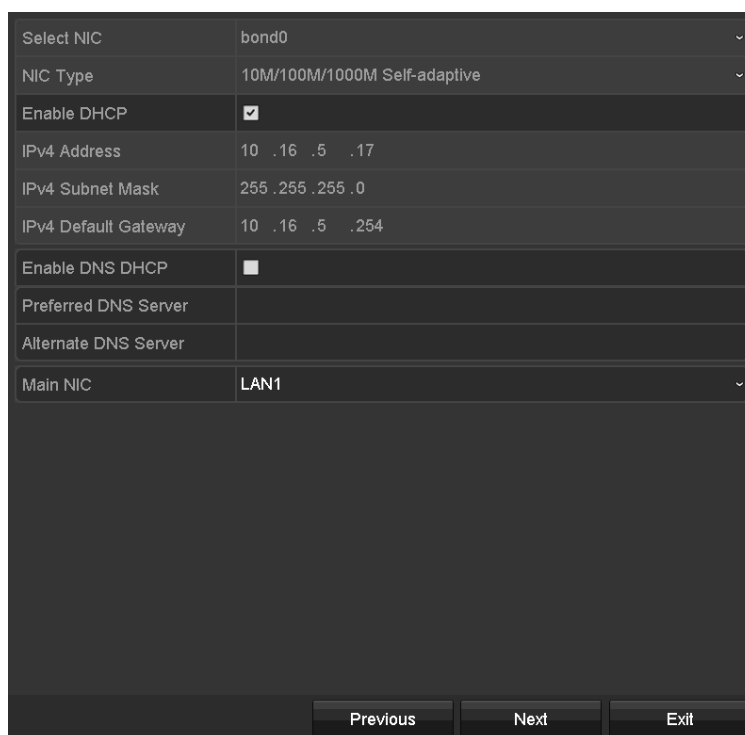 Select NIC bond0
NIC Type 10M/100M/1000M Self-adaptive
Enable DHCP
IPv4 Address 10 .16 .5 .17
IPv4 Subnet Mask 255.255.255.0
IPv4 Default Gateway 10 .16 .5 .254
Enable DNS DHCP
Preferred DNS Server
Alternate DNS Server
Main NIC LAN1
Previous Next Exit